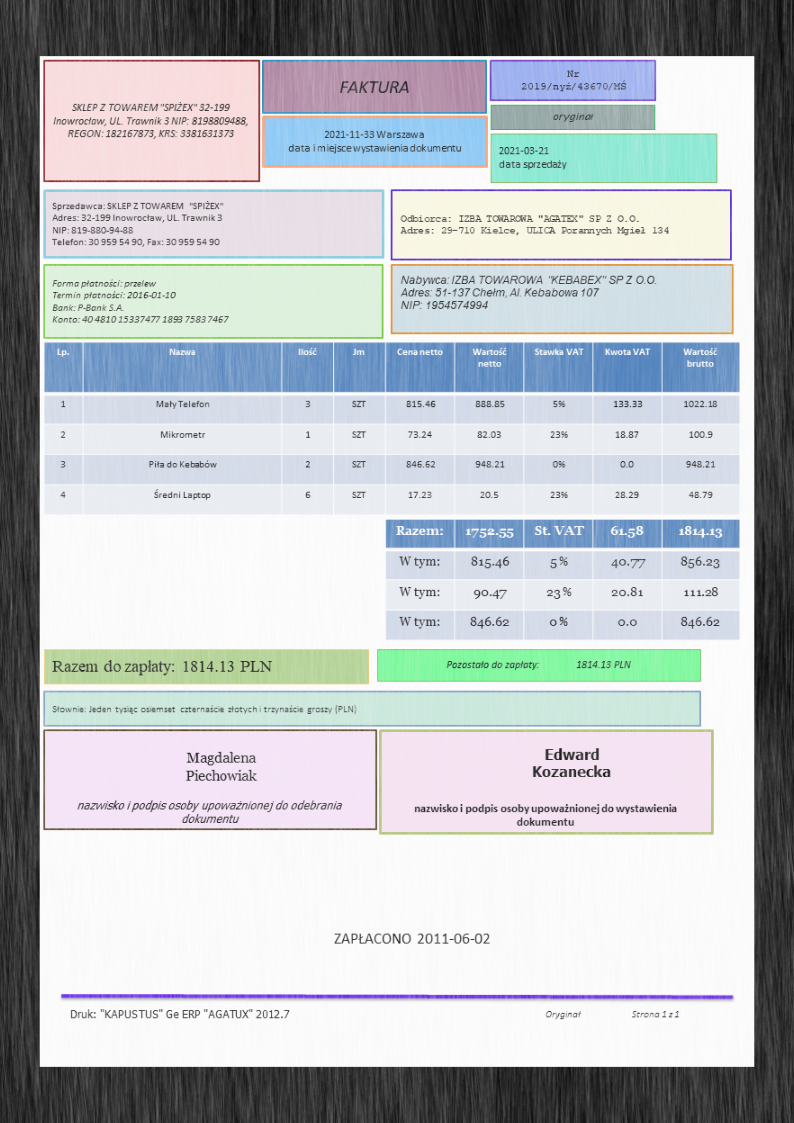 SKLEP Z TOWAREM "SPIŻEX" 32-199
Inowrocław, UL. Trawnik 3 NIP: 8198809488,
REGON: 182167873, KRS: 3381631373
FAKTURA
2021-11-33 Warszawa
data i miejsce wystawienia dokumentu
Nr
2019/nyż/43670/MŚ
oryginał
2021-03-21
data sprzedaży
Sprzedawca: SKLEP Z TOWAREM "SPIŻEX"
Adres: 32-199 Inowrocław, UL. Trawnik 3
NIP: 819-880-94-88
Telefon: 30 959 54 90, Fax: 30 959 54 90
Odbiorca: IZBA TOWAROWA "AGATEX" SP Z O.O.
Adres: 29-710 Kielce, ULICA Porannych Mgieł 134
Forma płatności: przelew
Termin płatności: 2016-01-10
Bank: P-Bank S.A.
Konto: 40 4810 15337477 1893 7583 7467
Nabywca: IZBA TOWAROWA "KEBABEX" SP Z O.O.
Adres: 51-137 Chełm, Al. Kebabowa 107
NIP: 1954574994
Lp. Nazwa Ilość Jm Cena netto Wartość netto Stawka VAT Kwota VAT Wartość brutto
1 Mały Telefon 3 SZT 815.46 888.85 5% 133.33 1022.18
2 Mikrometr 1 SZT 73.24 82.03 23% 18.87 100.9
3 Piła do Kebabów 2 SZT 846.62 948.21 0% 0.0 948.21
4 Średni Laptop 6 SZT 17.23 20.5 23% 28.29 48.79
Razem: 1752.55 St. VAT 61.58 1814.13
W tym: 815.46 5% 40.77 856.23
W tym: 90.47 23% 20.81 111.28
W tym: 846.62 0% 0.0 846.62
Razem do zapłaty: 1814.13 PLN
Pozostało do zapłaty: 1814.13 PLN
Słownie: Jeden tysiąc osiemset czternaście złotych i trzynaście groszy (PLN)
Magdalena
Piechowiak
nazwisko i podpis osoby upoważnionej do odebrania
dokumentu
Edward
Kozanecka
nazwisko i podpis osoby upoważnionej do wystawienia
dokumentu
ZAPŁACONO 2011-06-02
Druk: "KAPUSTUS" Ge ERP "AGATUX" 2012.7
Oryginał Strona 1 z 1